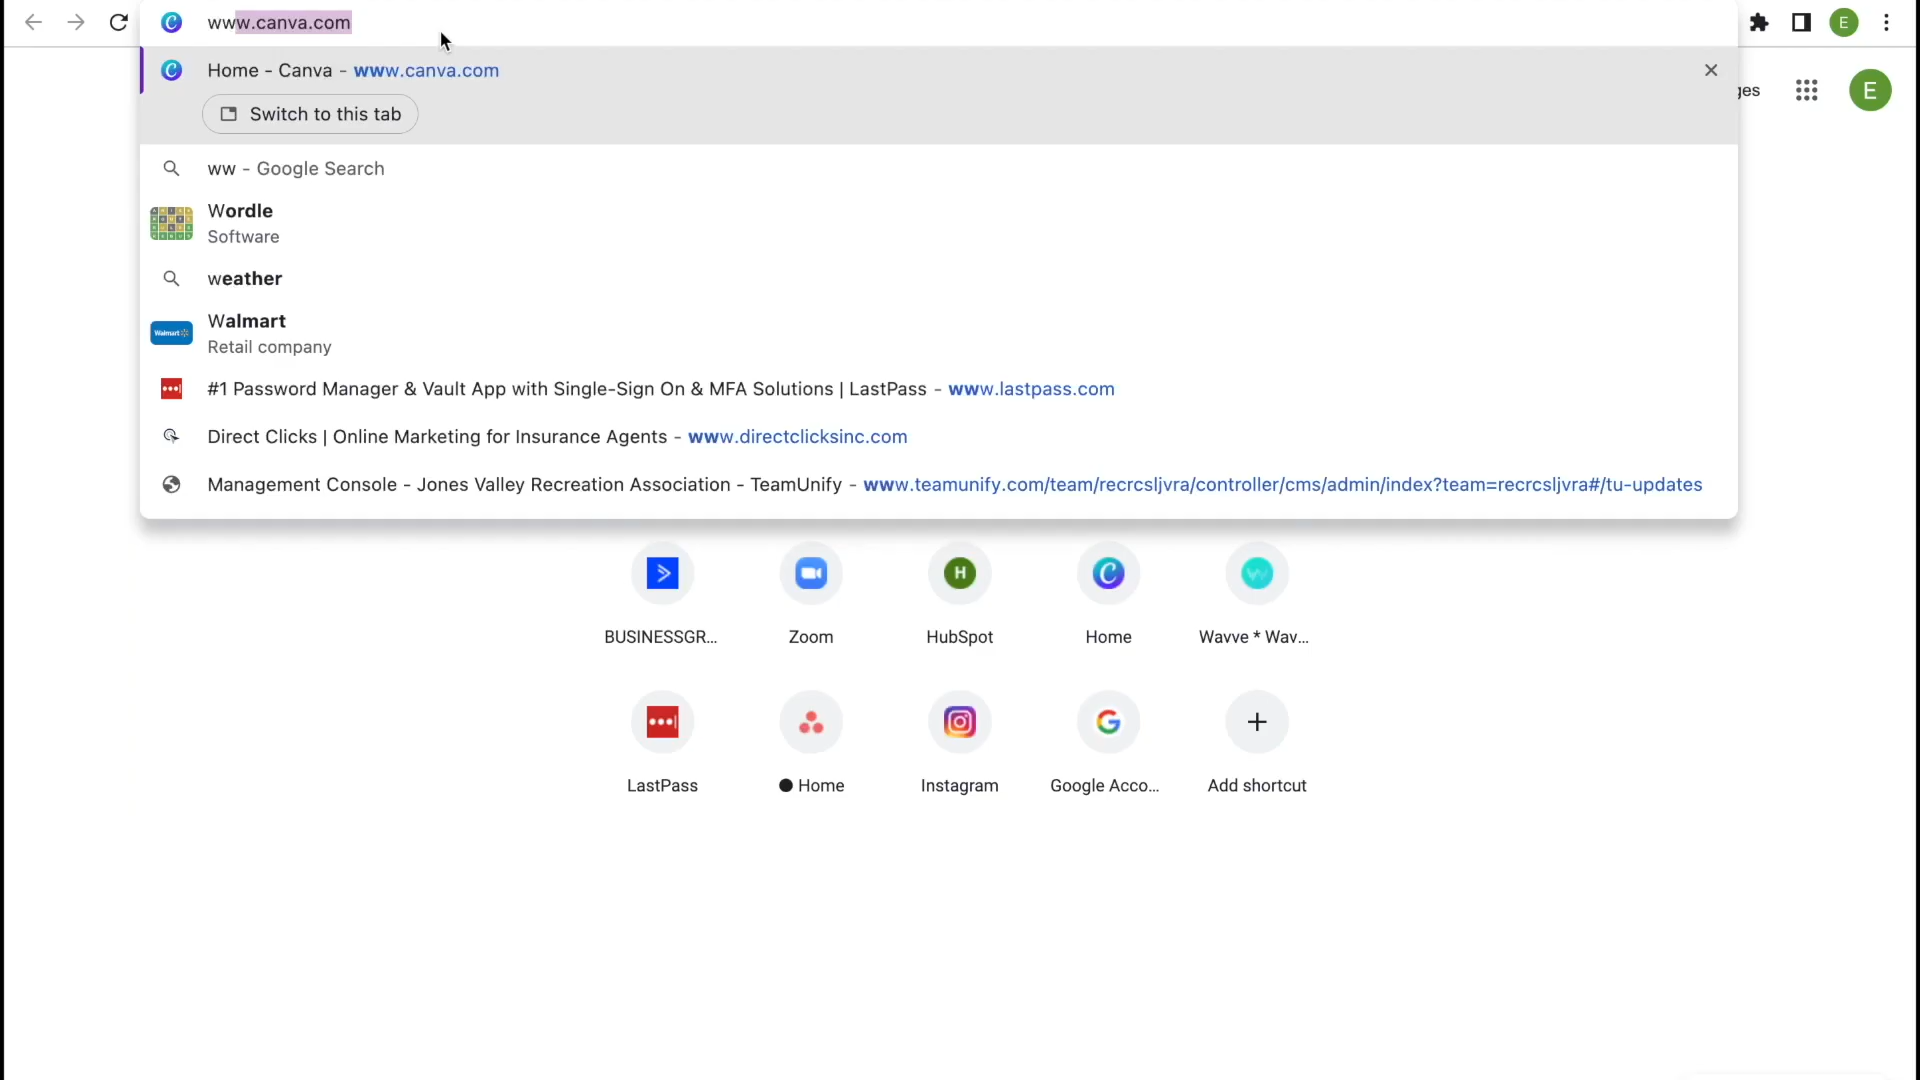 www.canva.com
E
Home - Canva - www.canva.com
Switch to this tab
ges
E
ww - Google Search
Wordle
Software
weather
Walmart
Walmart
Retail company
#1 Password Manager & Vault App with Single-Sign On & MFA Solutions | LastPass - www.lastpass.com
Direct Clicks | Online Marketing for Insurance Agents - www.directclicksinc.com
Management Console - Jones Valley Recreation Association - TeamUnify - www.teamunify.com/team/recrcsljvra/controller/cms/admin/index?team=recrcsljvra#/tu-updates
H
BUSINESSGR...
Zoom
HubSpot
Home
Wavve * Wav...
LastPass
Home
Instagram
Google Acco...
Add shortcut